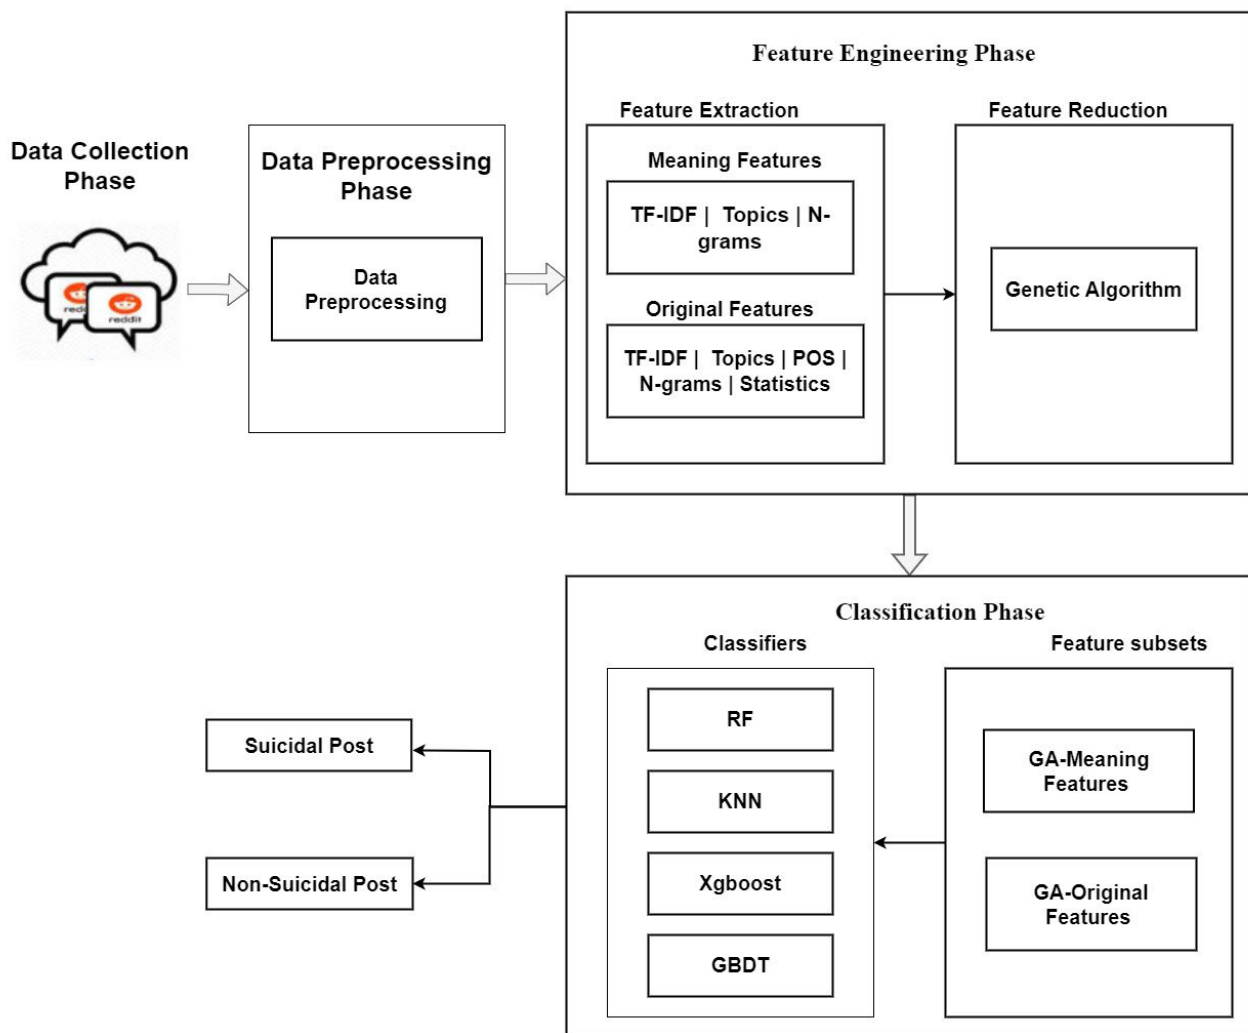 Data Collection
Phase
redd
reddit
Data Preprocessing
Phase
Data
Preprocessing
Feature Engineering Phase
Feature Extraction
Meaning Features
TF-IDF | Topics | N-
grams
Original Features
TF-IDF | Topics | POS |
N-grams | Statistics
Feature Reduction
Genetic Algorithm
Classification Phase
Classifiers
RF
KNN
Xgboost
GBDT
Feature subsets
GA-Meaning
Features
GA-Original
Features
Suicidal Post
Non-Suicidal Post